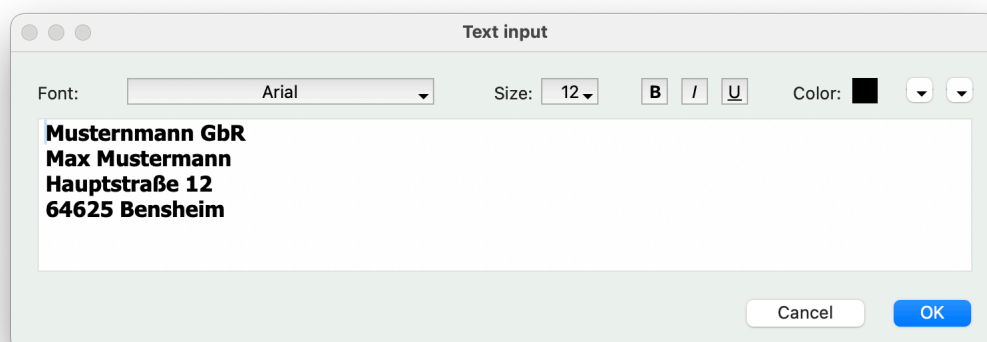 Text input
Font: Arial Size: 12 B I U Color:
Musternmann GbR
Max Mustermann
Hauptstraße 12
64625 Bensheim
Cancel OK